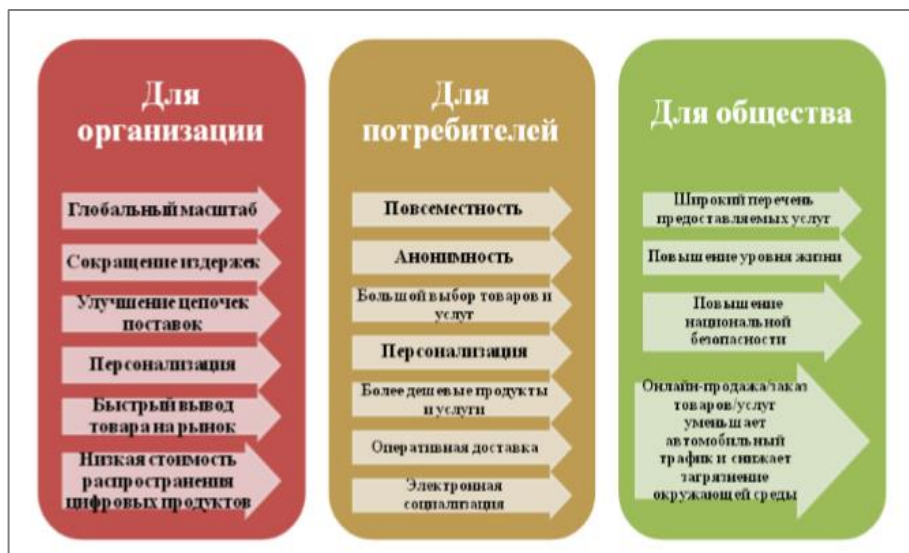 Для
организации
Глобальный масштаб
Сокращение издержек
Улучшение цепочек
поставок
Персонализация
Быстрый вывод
товара на рынок
Низкая стоимость
распространения
цифровых продуктов
Для
потребителей
Повсеместность
Анонимность
Большой выбор товаров и
услуг
Персонализация
Более дешевые продукты
и услуги
Оперативная доставка
Электронная
социализация
Для общества
Широкий перечень
предоставляемых услуг
Повышение уровня жизни
Повышение
национальной
безопасности
Онлайн-продажа/заказ
товаров/услуг
уменьшает
автомобильный
трафик и снижает
загрязнение
окружающей среды